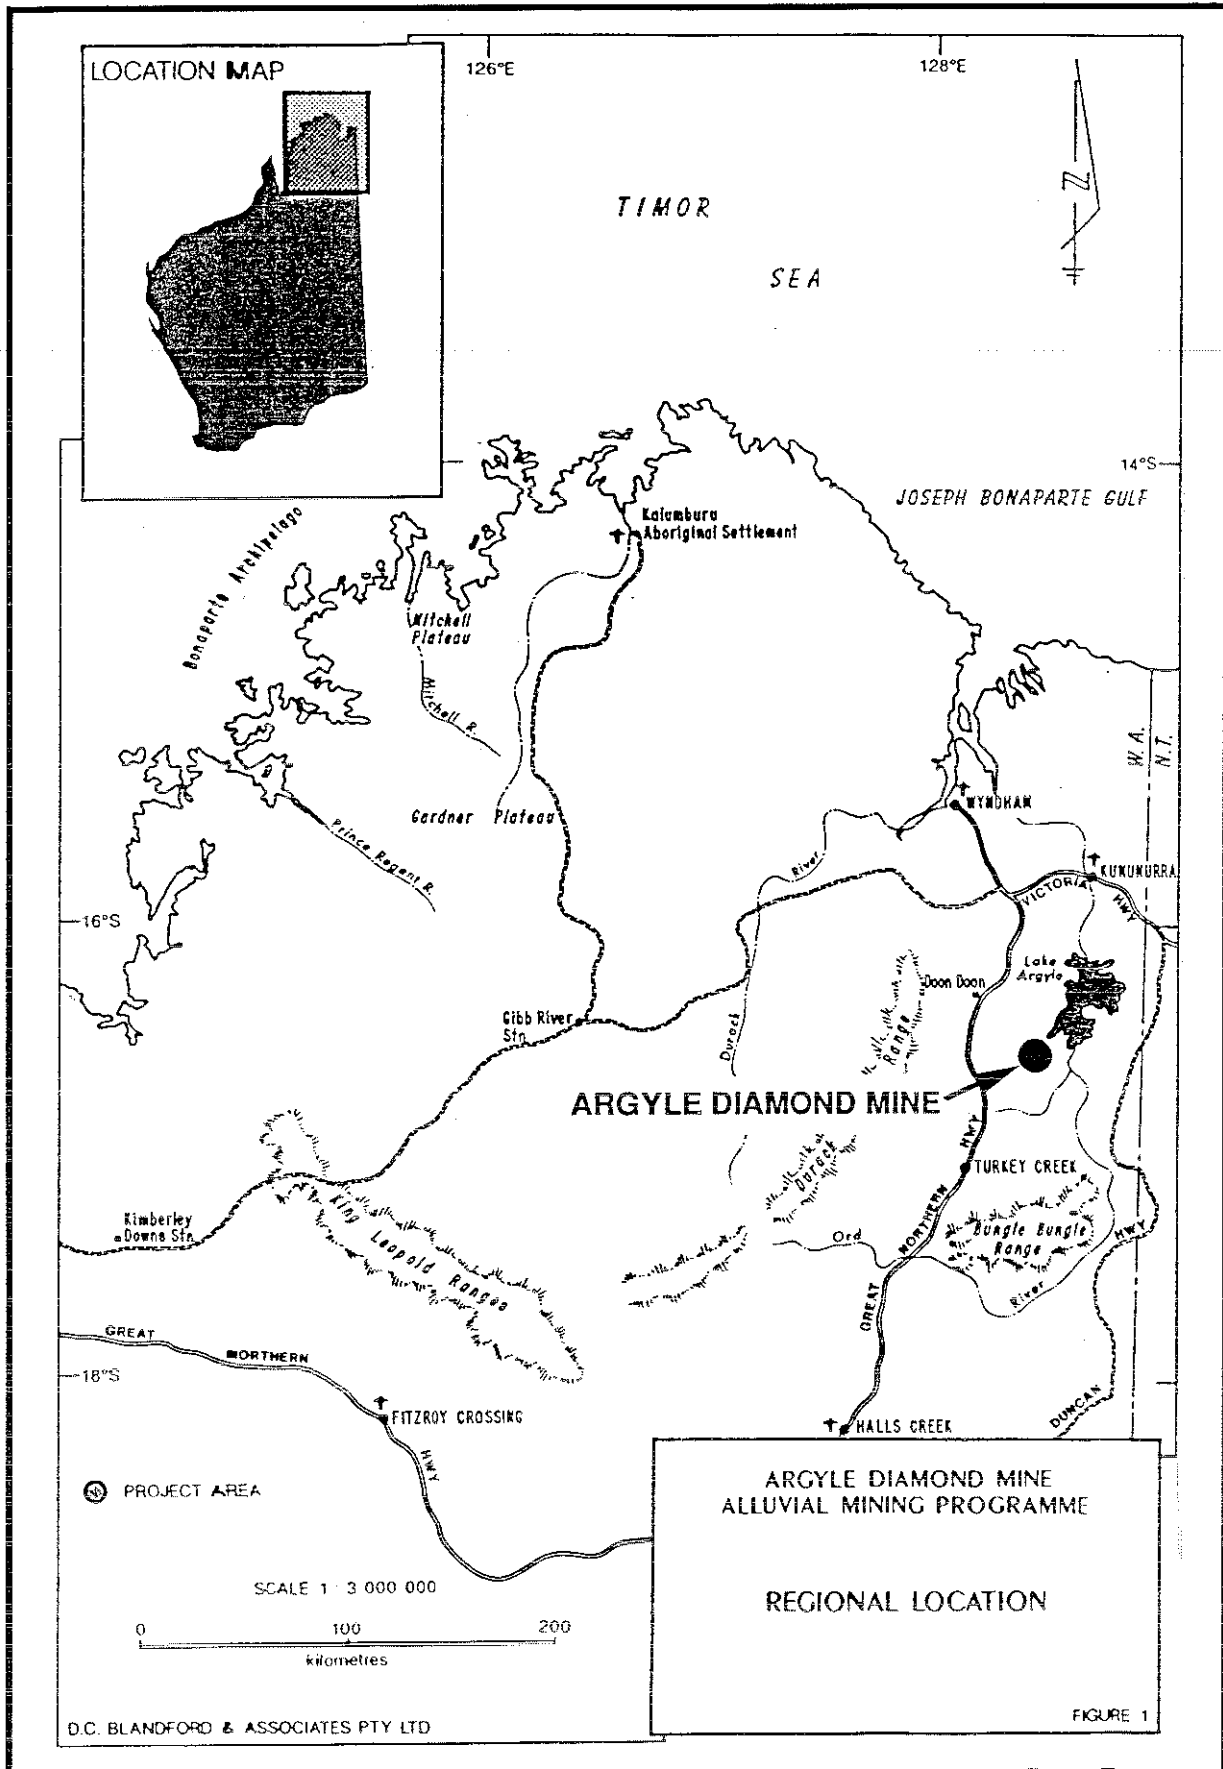 LOCATION MAP
126°E
128°E
N
TIMOR
SEA
14°S
JOSEPH BONAPARTE GULF
Kalumburu
Aboriginal Settlement
Bonaparte Archipelago
Mitchell
Plateau
Mitchell R.
W.A.
N.T.
WYNDHAM
Gardner Plateau
Prince Regent R.
River
KUNUNURRA
VICTORIA
HWY
16°S
Lake
Argyle
Doon Doon
Gibb River
Stn.
Durack
Range
ARGYLE DIAMOND MINE
HWY
TURKEY CREEK
Durack
King Leopold Ranges
Kimberley
Downs Stn.
NORTHERN
Bungle Bungle
Range
HWY
Ord
River
GREAT
GREAT
NORTHERN
18°S
DUNCAN
FITZROY CROSSING
HALLS CREEK
HWY
PROJECT AREA
ARGYLE DIAMOND MINE
ALLUVIAL MINING PROGRAMME
SCALE 1 : 3 000 000
REGIONAL LOCATION
0 100 200
kilometres
FIGURE 1
D.C. BLANDFORD & ASSOCIATES PTY LTD